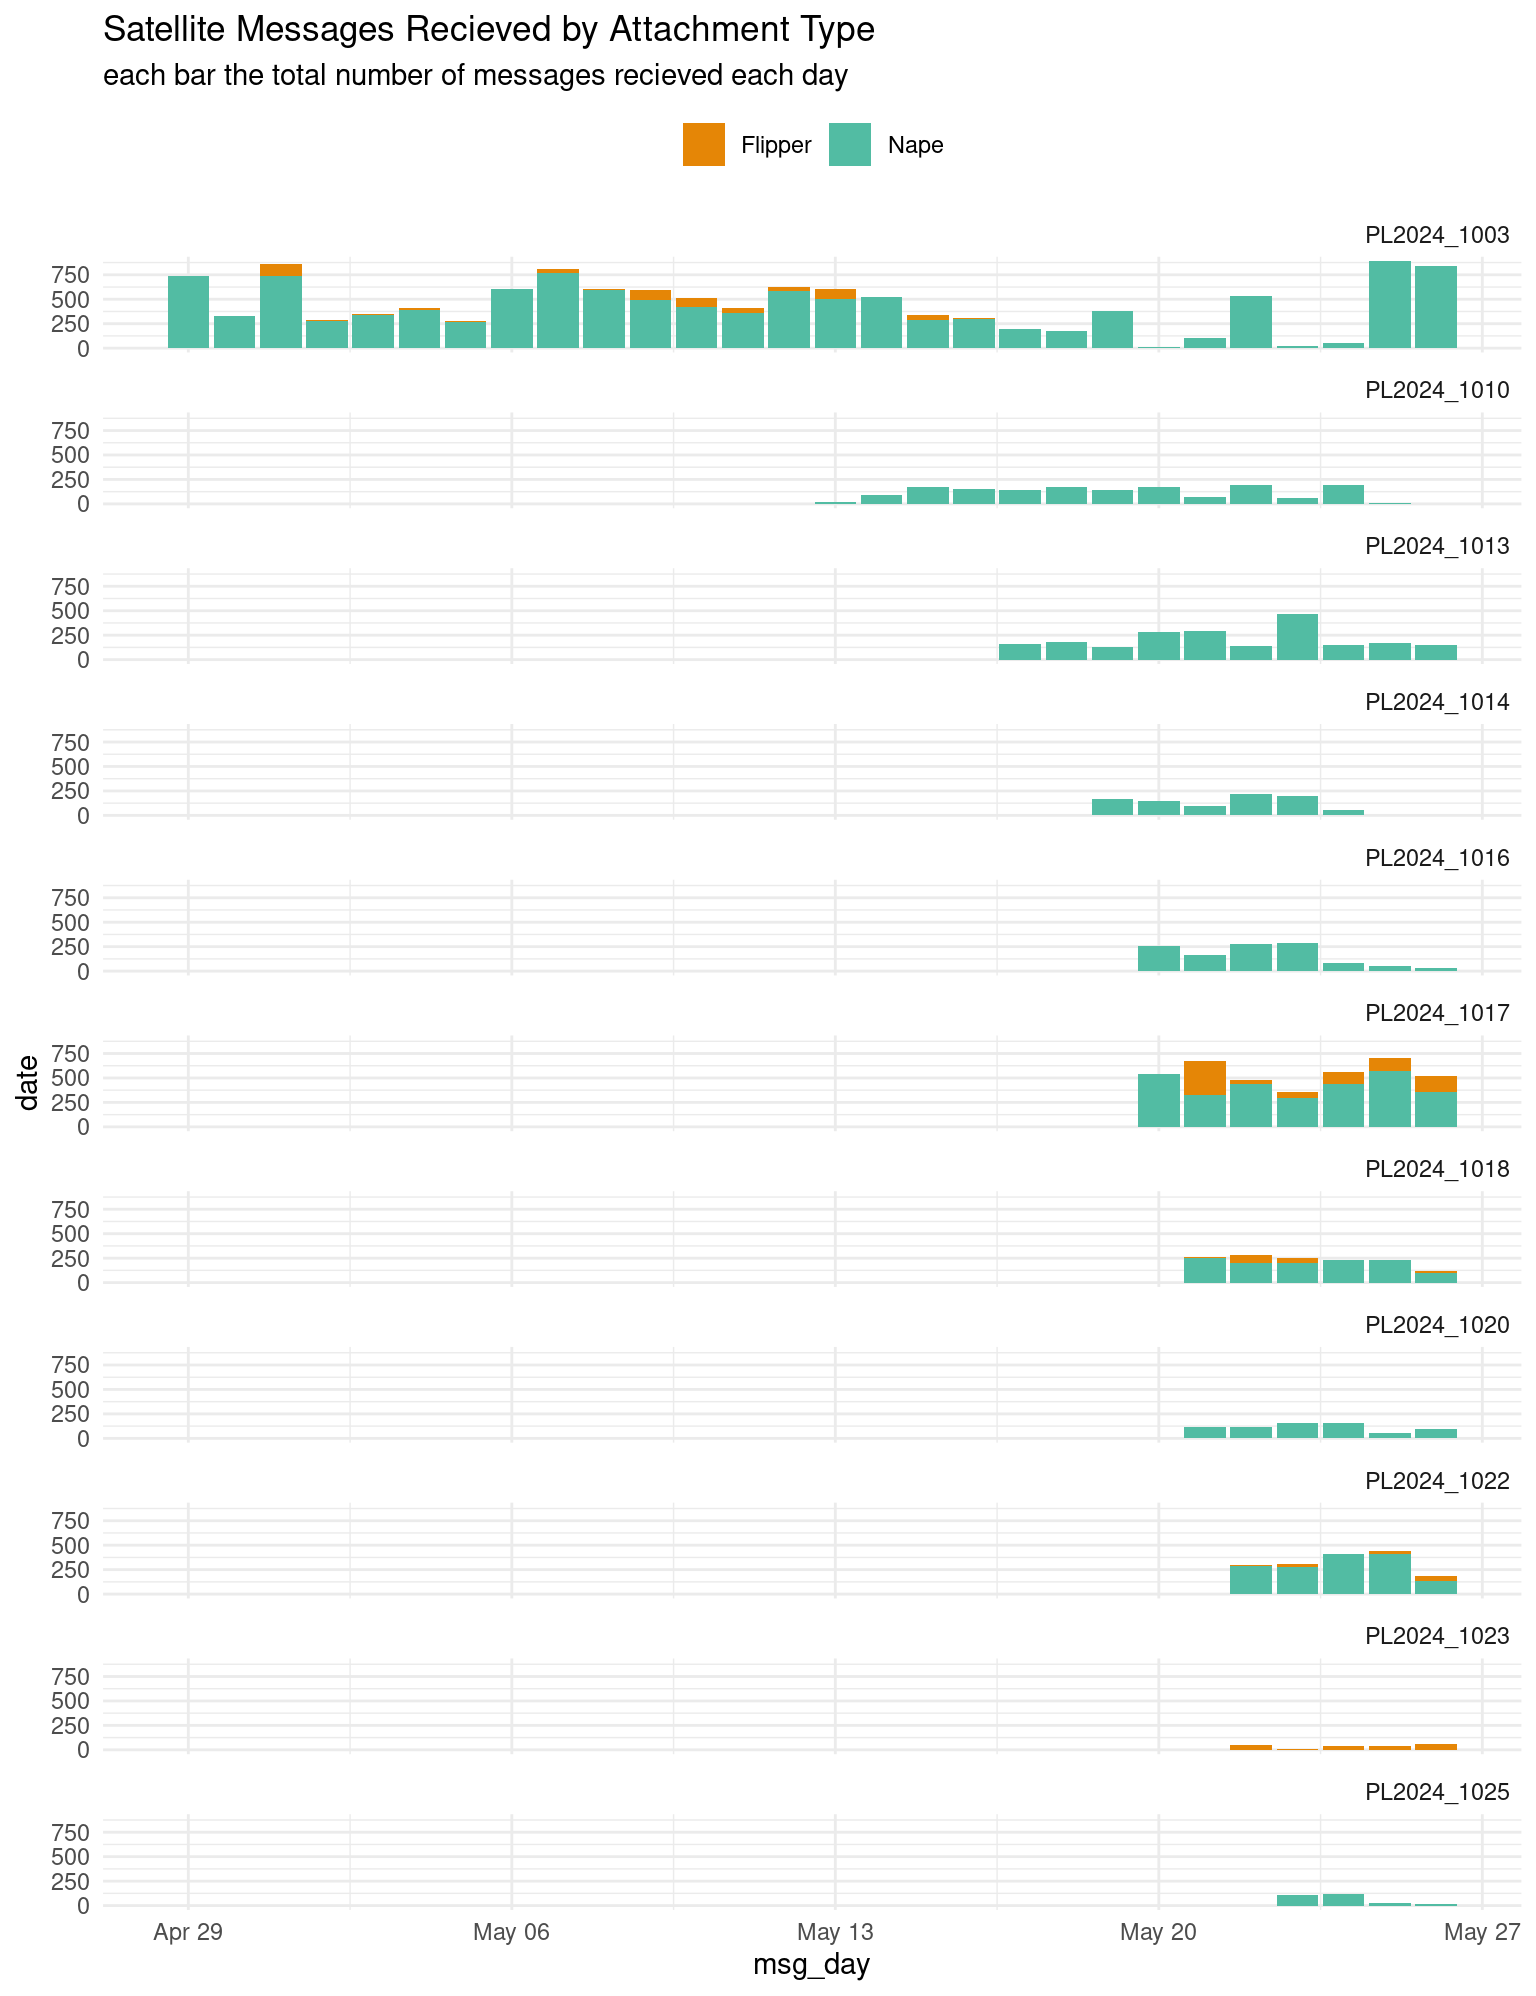 Satellite Messages Recieved by Attachment Type
each bar the total number of messages recieved each day
Flipper Nape
PL2024_1003
750
500
250
0
PL2024_1010
750
500
250
0
PL2024_1013
750
500
250
0
PL2024_1014
750
500
250
0
PL2024_1016
750
500
250
0
PL2024_1017
750
500
250
0
date
PL2024_1018
750
500
250
0
PL2024_1020
750
500
250
0
PL2024_1022
750
500
250
0
PL2024_1023
750
500
250
0
PL2024_1025
750
500
250
0
Apr 29 May 06 May 13 May 20 May 27
msg_day